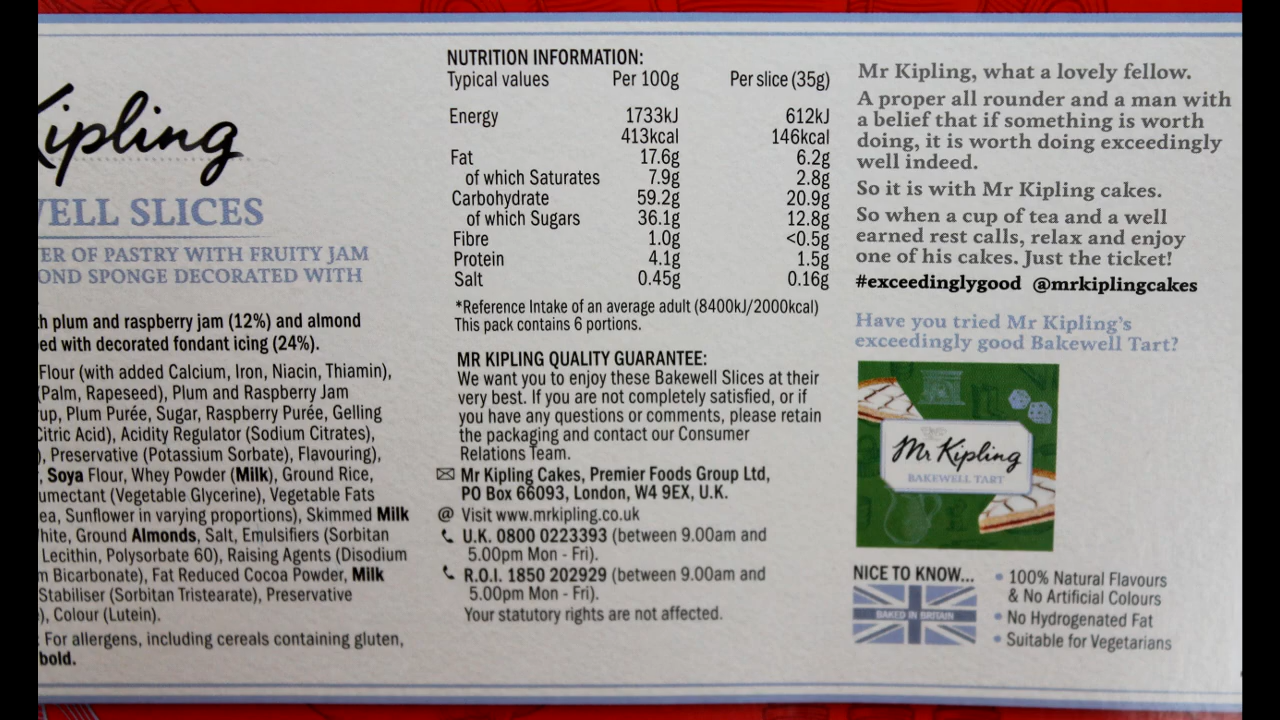 Kipling
WELL SLICES
ER OF PASTRY WITH FRUITY JAM
OND SPONGE DECORATED WITH
h plum and raspberry jam (12%) and almond
ed with decorated fondant icing (24%).
Flour (with added Calcium, Iron, Niacin, Thiamin),
(Palm, Rapeseed), Plum and Raspberry Jam
up, Plum Purée, Sugar, Raspberry Purée, Gelling
Citric Acid), Acidity Regulator (Sodium Citrates),
), Preservative (Potassium Sorbate), Flavouring),
, Soya Flour, Whey Powder (Milk), Ground Rice,
umectant (Vegetable Glycerine), Vegetable Fats
ea, Sunflower in varying proportions), Skimmed Milk
hite, Ground Almonds, Salt, Emulsifiers (Sorbitan
Lecithin, Polysorbate 60), Raising Agents (Disodium
m Bicarbonate), Fat Reduced Cocoa Powder, Milk
Stabiliser (Sorbitan Tristearate), Preservative
), Colour (Lutein).
: For allergens, including cereals containing gluten,
bold.
NUTRITION INFORMATION:
Typical values Per 100g Per slice (35g)
Energy 1733kJ 612kJ
413kcal 146kcal
Fat 17.6g 6.2g
of which Saturates 7.9g 2.8g
Carbohydrate 59.2g 20.9g
of which Sugars 36.1g 12.8g
Fibre 1.0g <0.5g
Protein 4.1g 1.5g
Salt 0.45g 0.16g
*Reference Intake of an average adult (8400kJ/2000kcal)
This pack contains 6 portions.
MR KIPLING QUALITY GUARANTEE:
We want you to enjoy these Bakewell Slices at their
very best. If you are not completely satisfied, or if
you have any questions or comments, please retain
the packaging and contact our Consumer
Relations Team.
Mr Kipling Cakes, Premier Foods Group Ltd,
PO Box 66093, London, W4 9EX, U.K.
@ Visit www.mrkipling.co.uk
U.K. 0800 0223393 (between 9.00am and
5.00pm Mon - Fri).
R.O.I. 1850 202929 (between 9.00am and
5.00pm Mon - Fri).
Your statutory rights are not affected.
Mr Kipling, what a lovely fellow.
A proper all rounder and a man with
a belief that if something is worth
doing, it is worth doing exceedingly
well indeed.
So it is with Mr Kipling cakes.
So when a cup of tea and a well
earned rest calls, relax and enjoy
one of his cakes. Just the ticket!
#exceedinglygood @mrkiplingcakes
Have you tried Mr Kipling's
exceedingly good Bakewell Tart?
Mr Kipling
BAKEWELL TART
NICE TO KNOW...
BAKED IN BRITAIN
• 100% Natural Flavours
& No Artificial Colours
• No Hydrogenated Fat
• Suitable for Vegetarians